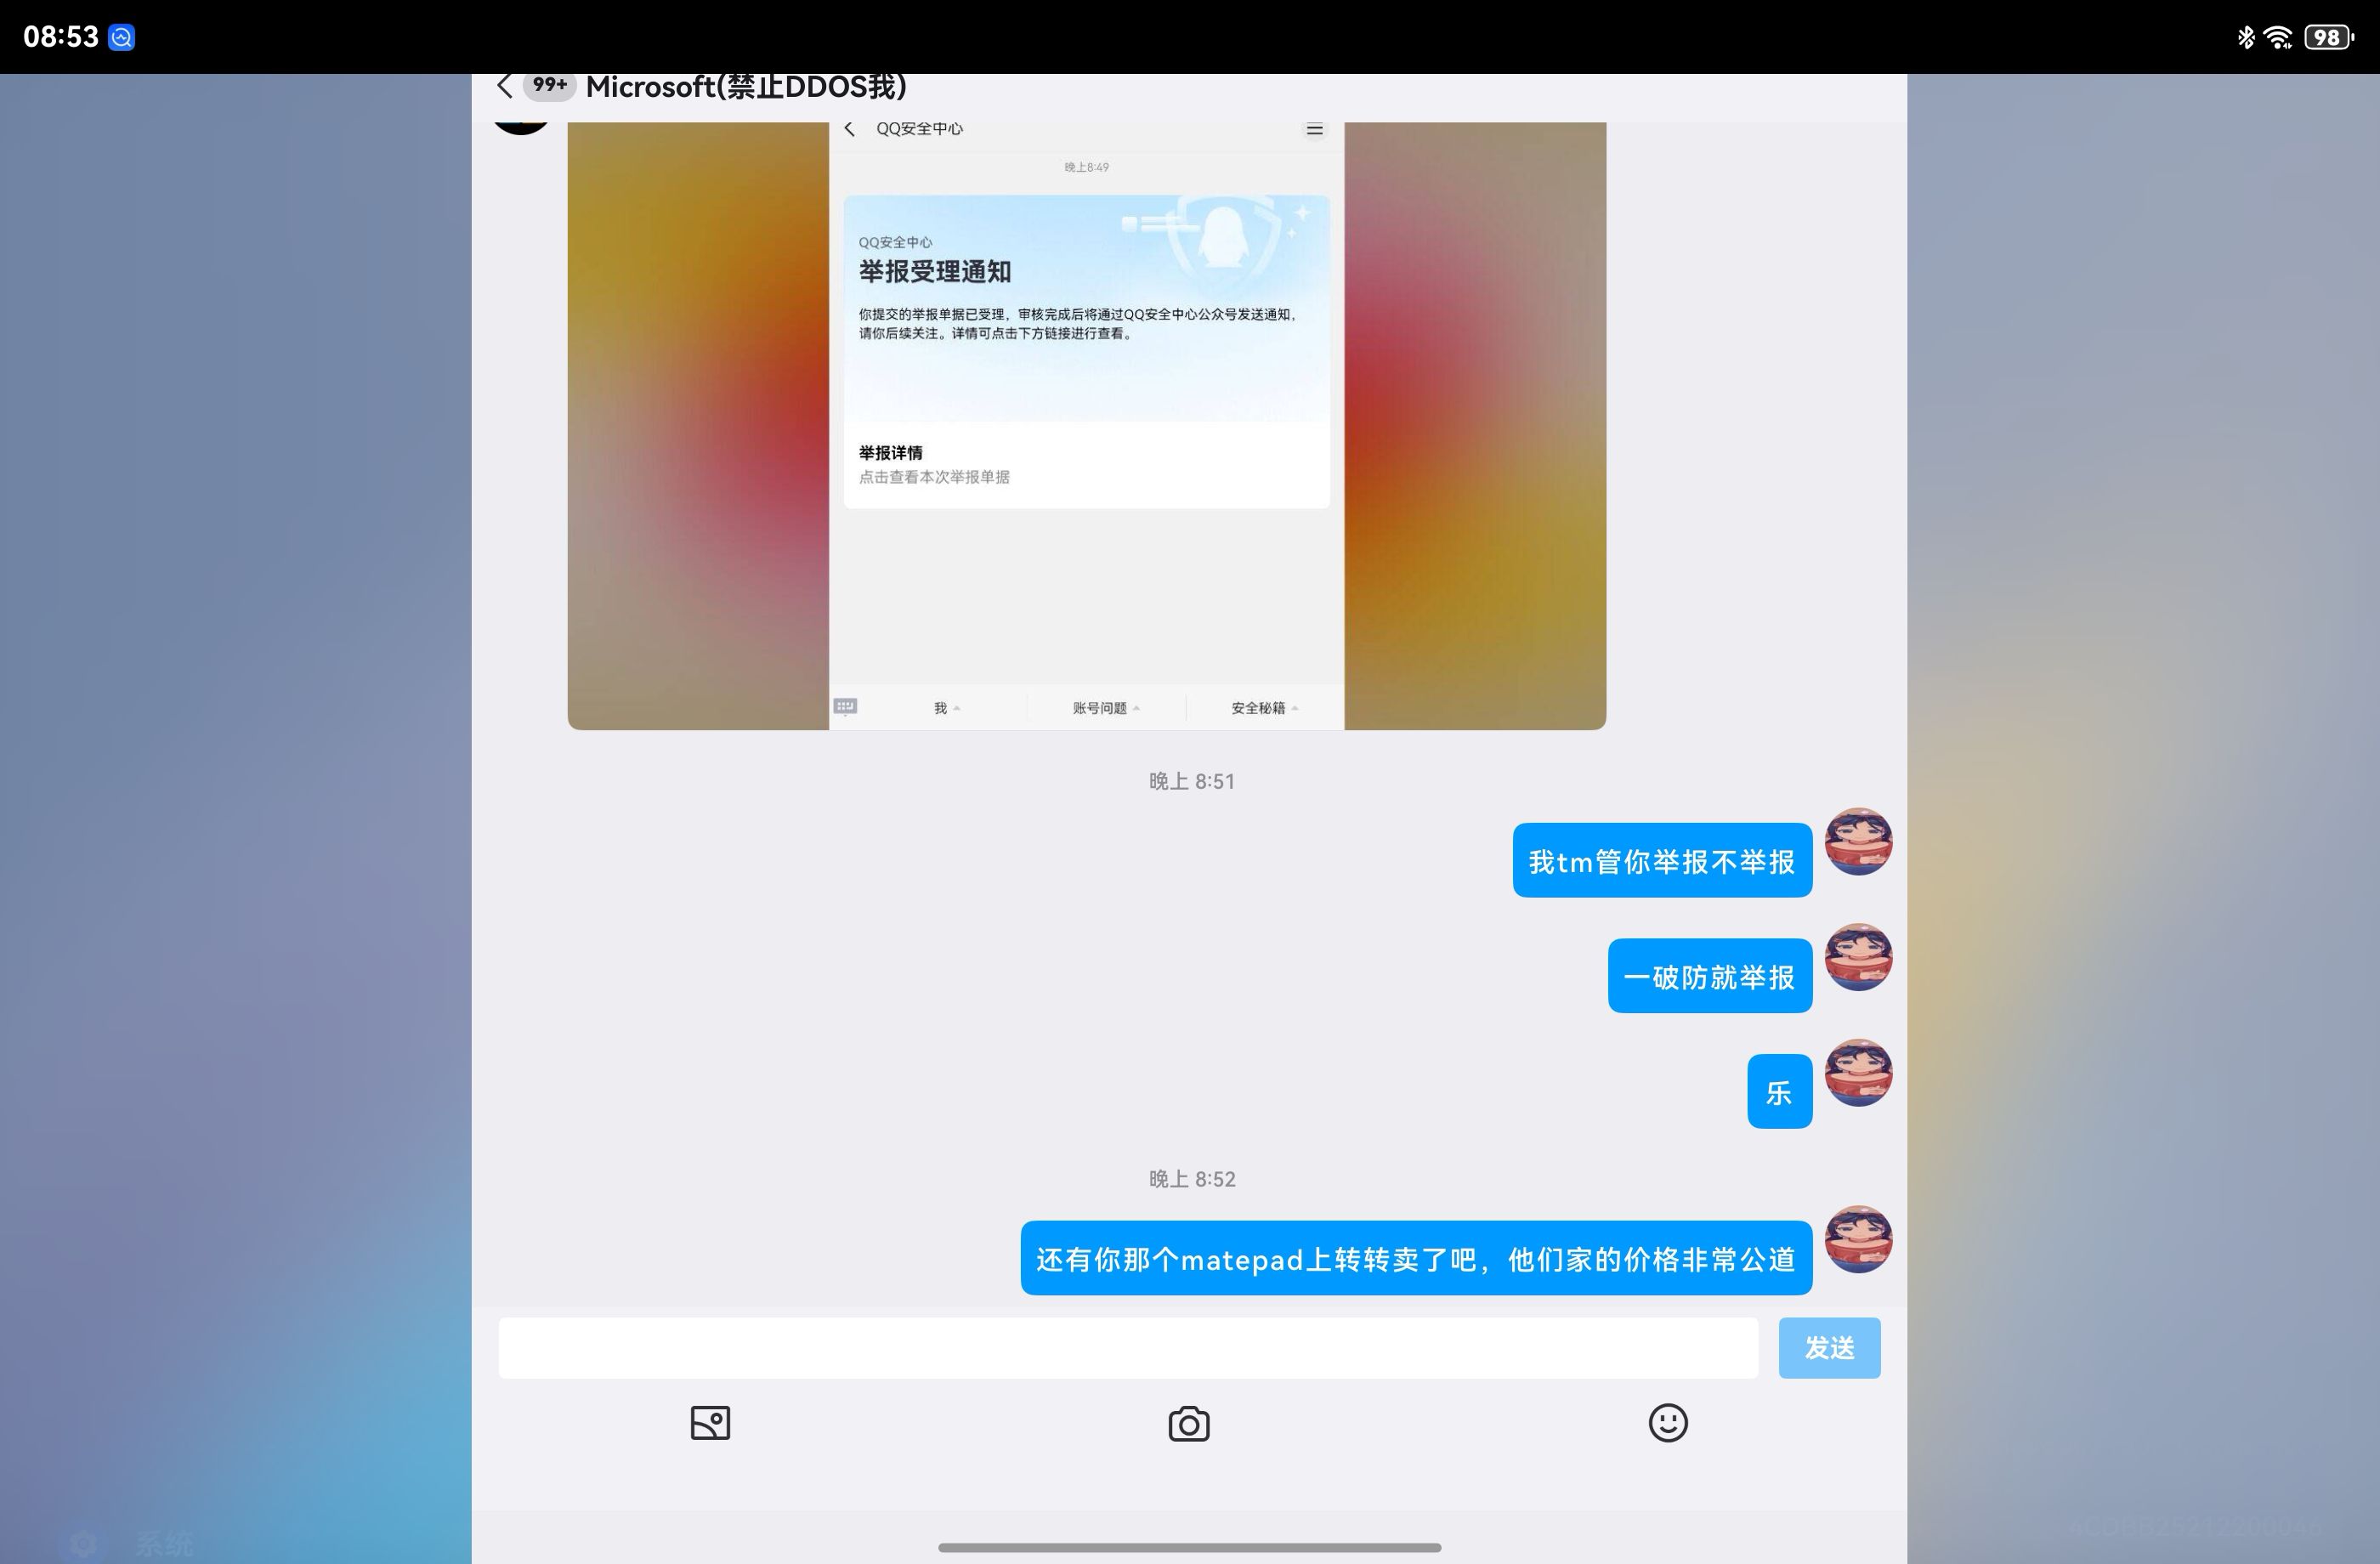 08:53
98
99+ Microsoft(禁止DDOS我)
QQ安全中心
晚上8:49
QQ安全中心
举报受理通知
你提交的举报单据已受理，审核完成后将通过QQ安全中心公众号发送通知，
请你后续关注。详情可点击下方链接进行查看。
举报详情
点击查看本次举报单据
我 账号问题 安全秘籍
晚上 8:51
我tm管你举报不举报
一破防就举报
乐
晚上 8:52
还有你那个matepad上转转卖了吧，他们家的价格非常公道
发送
系统